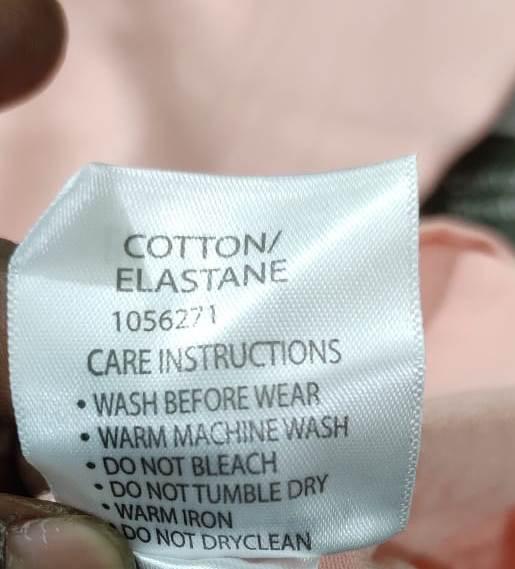 COTTON/
ELASTANE
1056271
CARE INSTRUCTIONS
• WASH BEFORE WEAR
• WARM MACHINE WASH
• DO NOT BLEACH
• DO NOT TUMBLE DRY
• WARM IRON
• DO NOT DRYCLEAN